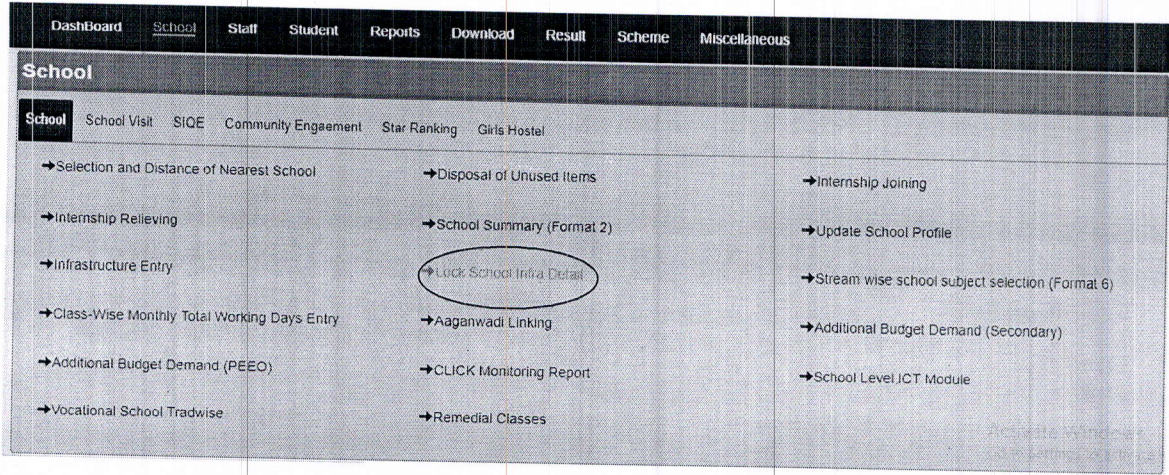 DashBoard School Staff Student Reports Download Result Scheme Miscellaneous
School
School School Visit SIQE Community Engaement Star Ranking Girls Hostel
➔Selection and Distance of Nearest School ➔Disposal of Unused Items ➔Internship Joining
➔Internship Relieving ➔School Summary (Format 2) ➔Update School Profile
➔Infrastructure Entry ➔Lock School Infra Detail ➔Stream wise school subject selection (Format 6)
➔Class-Wise Monthly Total Working Days Entry ➔Aaganwadi Linking ➔Additional Budget Demand (Secondary)
➔Additional Budget Demand (PEEO) ➔CLICK Monitoring Report ➔School Level ICT Module
➔Vocational School Tradwise ➔Remedial Classes
Activate Windows